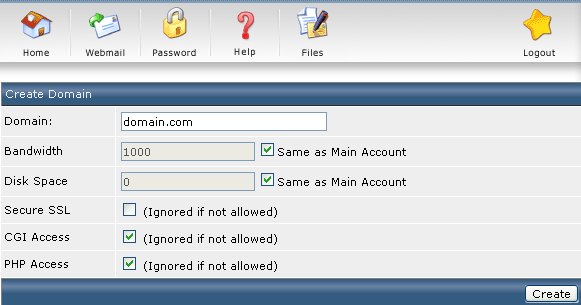 Home Webmail Password Help Files Logout
Create Domain
Domain: domain.com
Bandwidth 1000 Same as Main Account
Disk Space 0 Same as Main Account
Secure SSL (Ignored if not allowed)
CGI Access (Ignored if not allowed)
PHP Access (Ignored if not allowed)
Create